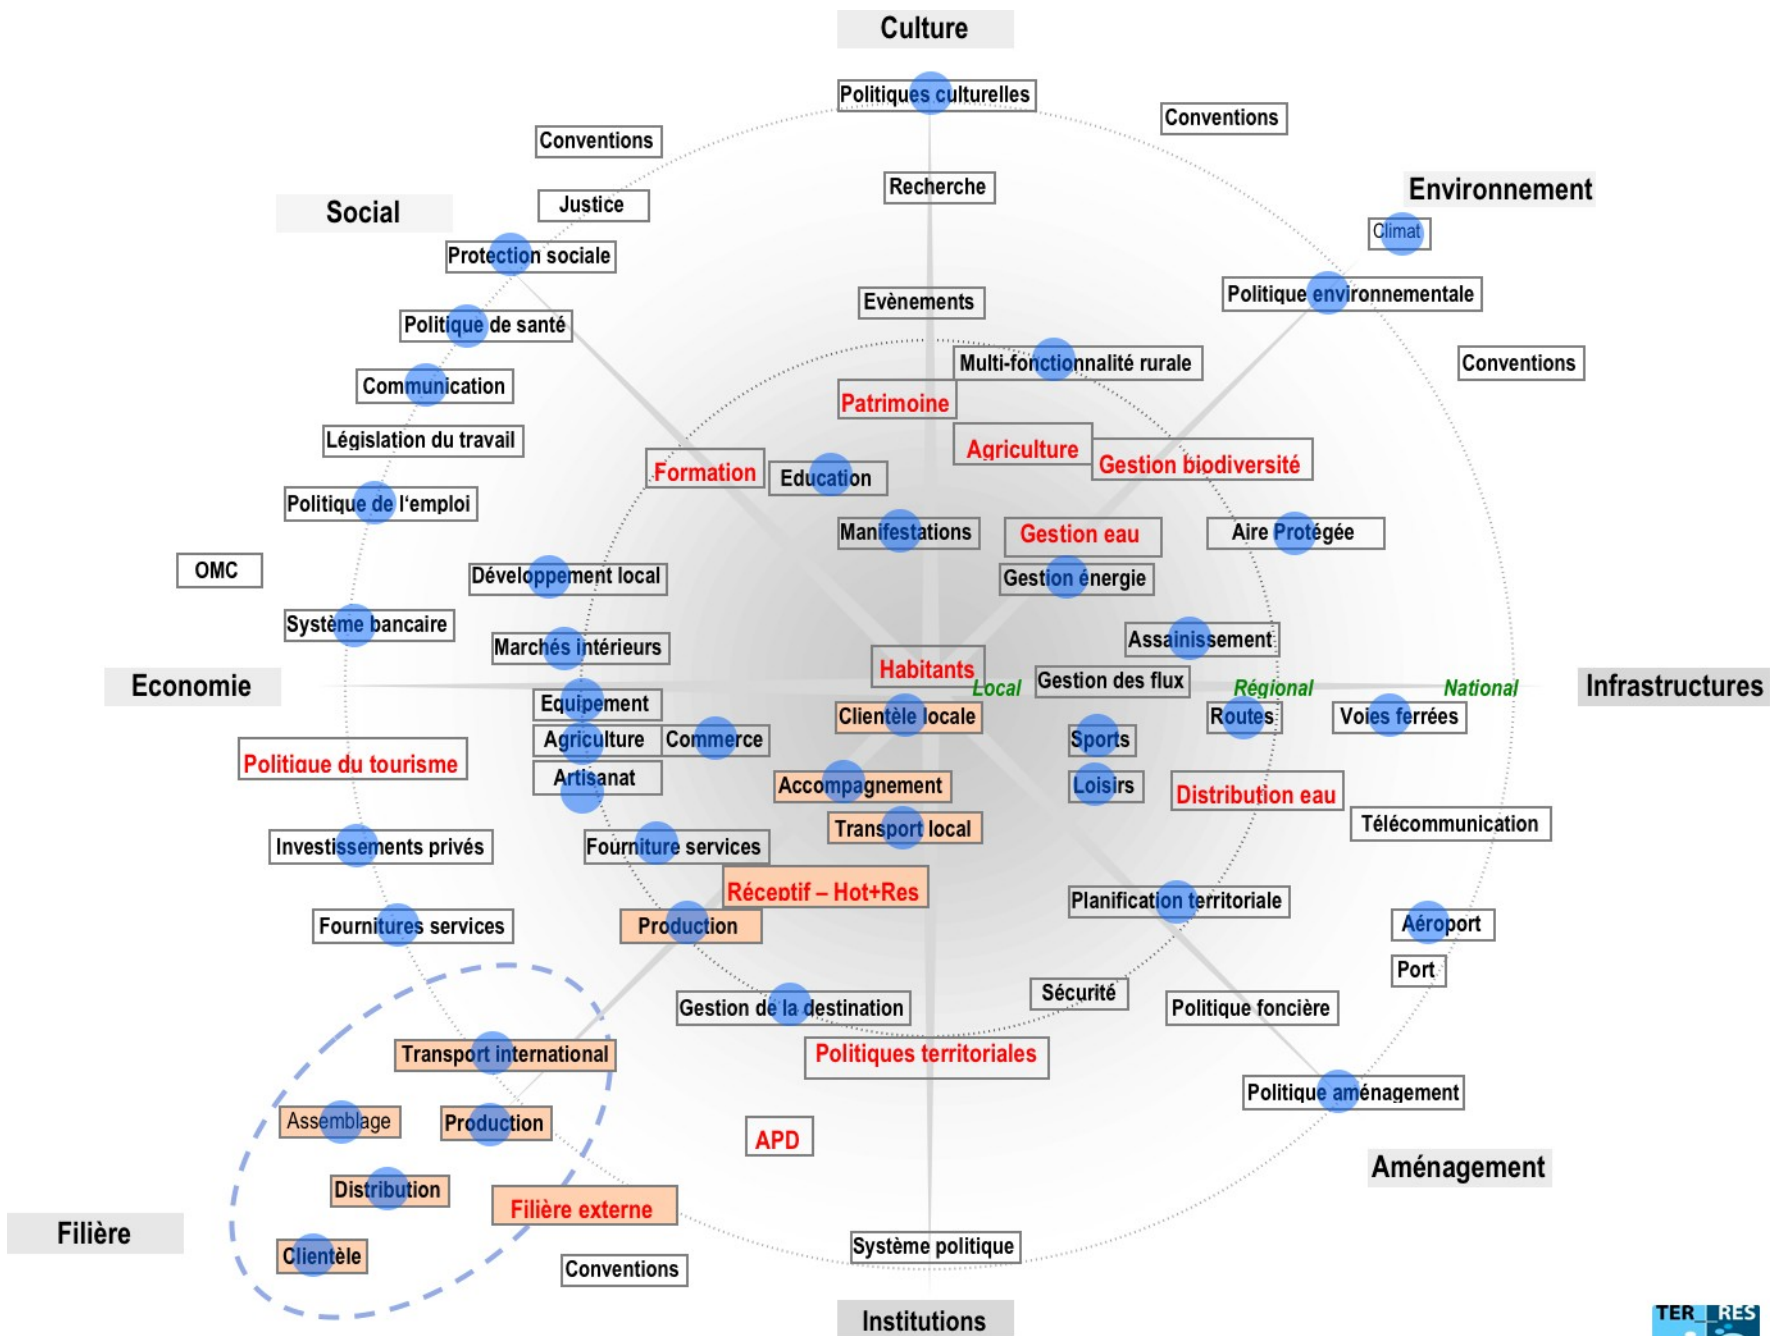 Culture
Politiques culturelles
Conventions
Conventions
Recherche
Environnement
Justice
Social
Climat
Protection sociale
Politique environnementale
Evènements
Politique de santé
Multi-fonctionnalité rurale
Conventions
Communication
Patrimoine
Législation du travail
Agriculture
Gestion biodiversité
Formation
Education
Politique de l‘emploi
Manifestations
Gestion eau
Aire Protégée
OMC
Développement local
Gestion énergie
Système bancaire
Marchés intérieurs
Assainissement
Habitants
Gestion des flux
Economie
Local
Régional
National
Infrastructures
Equipement
Clientèle locale
Routes
Voies ferrées
Agriculture
Commerce
Sports
Politique du tourisme
Artisanat
Accompagnement
Loisirs
Distribution eau
Transport local
Télécommunication
Investissements privés
Fourniture services
Réceptif – Hot+Res
Planification territoriale
Fournitures services
Production
Aéroport
Port
Gestion de la destination
Sécurité
Politique foncière
Transport international
Politiques territoriales
Politique aménagement
Assemblage
Production
APD
Aménagement
Distribution
Filière externe
Filière
Clientèle
Système politique
Conventions
Institutions
TER__RES